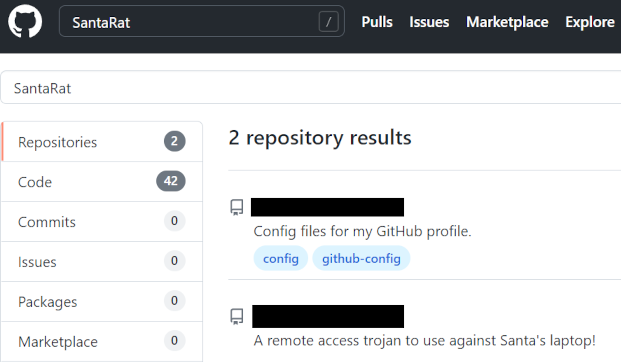 SantaRat / Pulls Issues Marketplace Explore
SantaRat
Repositories 2
Code 42
Commits 0
Issues 0
Packages 0
Marketplace 0
2 repository results
Config files for my GitHub profile.
config github-config
A remote access trojan to use against Santa's laptop!